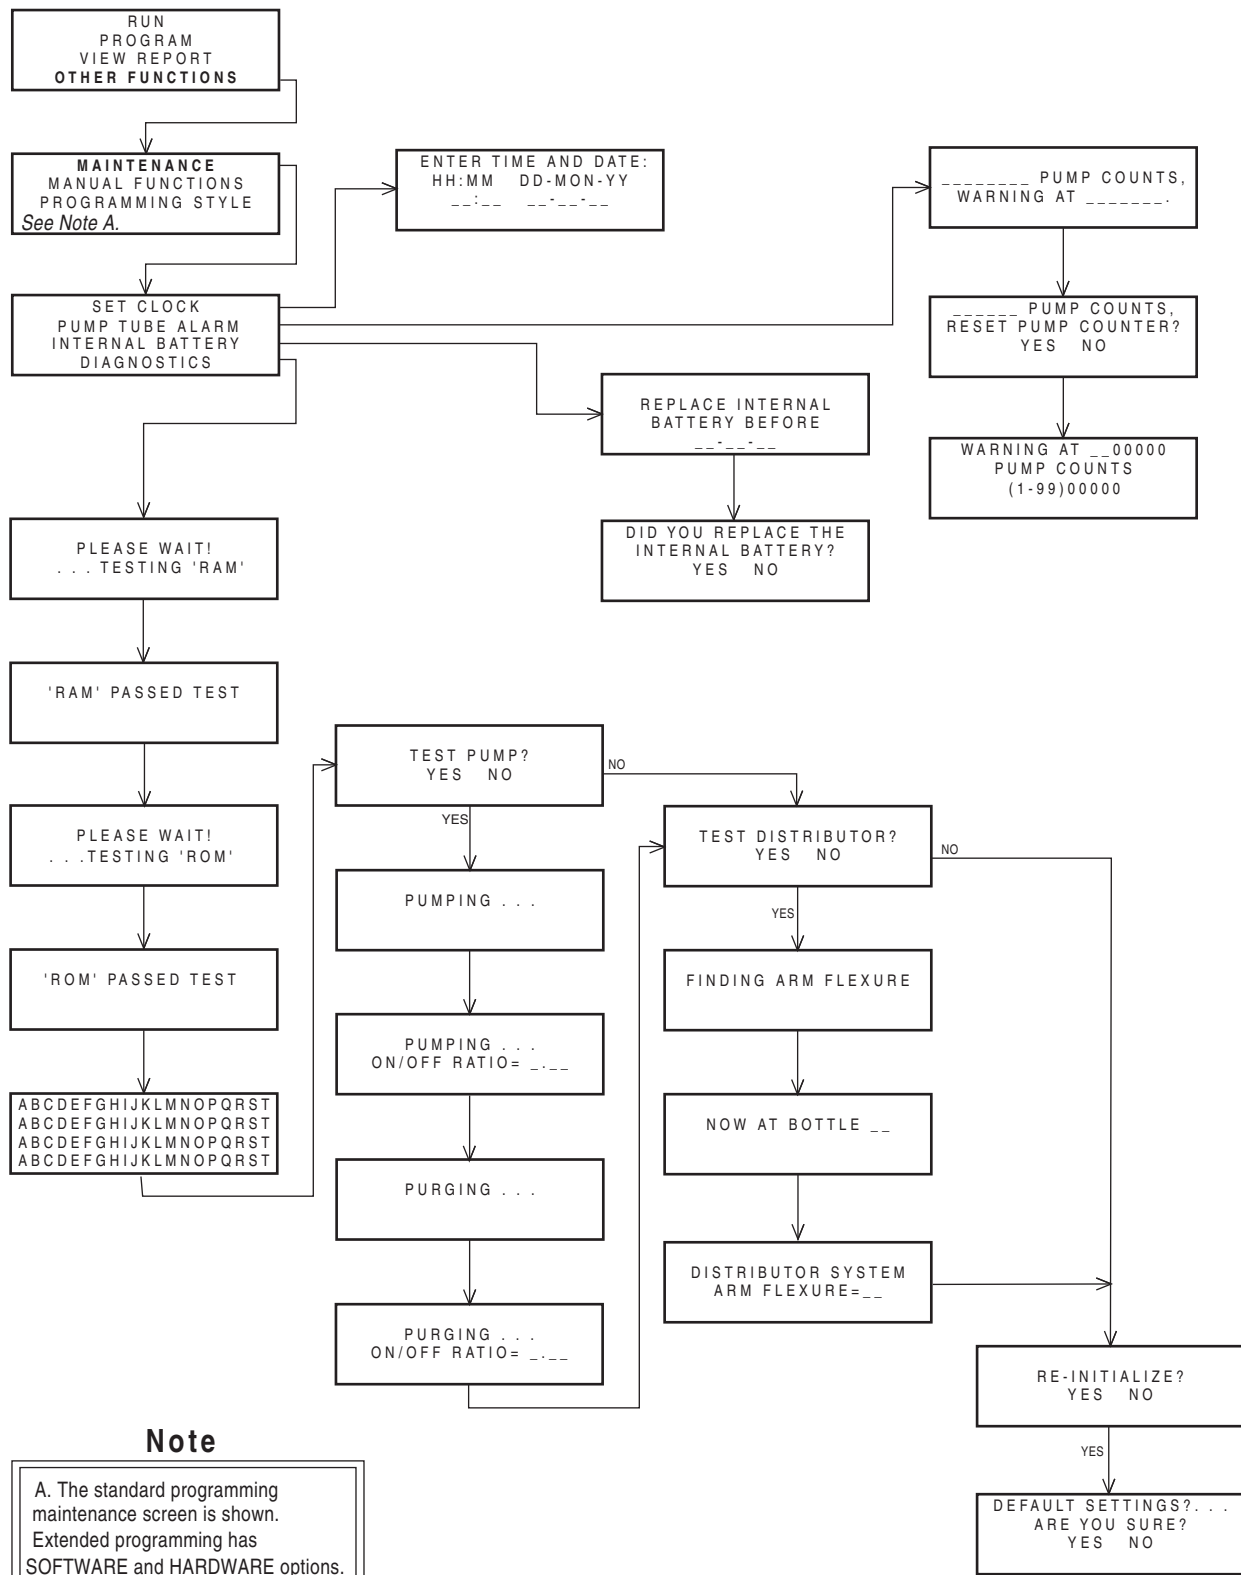 RUN
PROGRAM
VIEW REPORT
OTHER FUNCTIONS
MAINTENANCE
MANUAL FUNCTIONS
PROGRAMMING STYLE
See Note A.
SET CLOCK
PUMP TUBE ALARM
INTERNAL BATTERY
DIAGNOSTICS
ENTER TIME AND DATE:
HH:MM DD-MON-YY
__:__ __-__-__
________ PUMP COUNTS,
WARNING AT _______.
______ PUMP COUNTS,
RESET PUMP COUNTER?
YES NO
WARNING AT __00000
PUMP COUNTS
(1-99)00000
REPLACE INTERNAL
BATTERY BEFORE
__-__-__
DID YOU REPLACE THE
INTERNAL BATTERY?
YES NO
PLEASE WAIT!
. . . TESTING 'RAM'
'RAM' PASSED TEST
PLEASE WAIT!
. . .TESTING 'ROM'
'ROM' PASSED TEST
ABCDEFGHIJKLMNOPQRST
ABCDEFGHIJKLMNOPQRST
ABCDEFGHIJKLMNOPQRST
ABCDEFGHIJKLMNOPQRST
TEST PUMP?
YES NO
NO
YES
PUMPING . . .
PUMPING . . .
ON/OFF RATIO= _.__
PURGING . . .
PURGING . . .
ON/OFF RATIO= _.__
TEST DISTRIBUTOR?
YES NO
NO
YES
FINDING ARM FLEXURE
NOW AT BOTTLE __
DISTRIBUTOR SYSTEM
ARM FLEXURE=__
RE-INITIALIZE?
YES NO
YES
DEFAULT SETTINGS?. . .
ARE YOU SURE?
YES NO
Note
A. The standard programming
maintenance screen is shown.
Extended programming has
SOFTWARE and HARDWARE options.